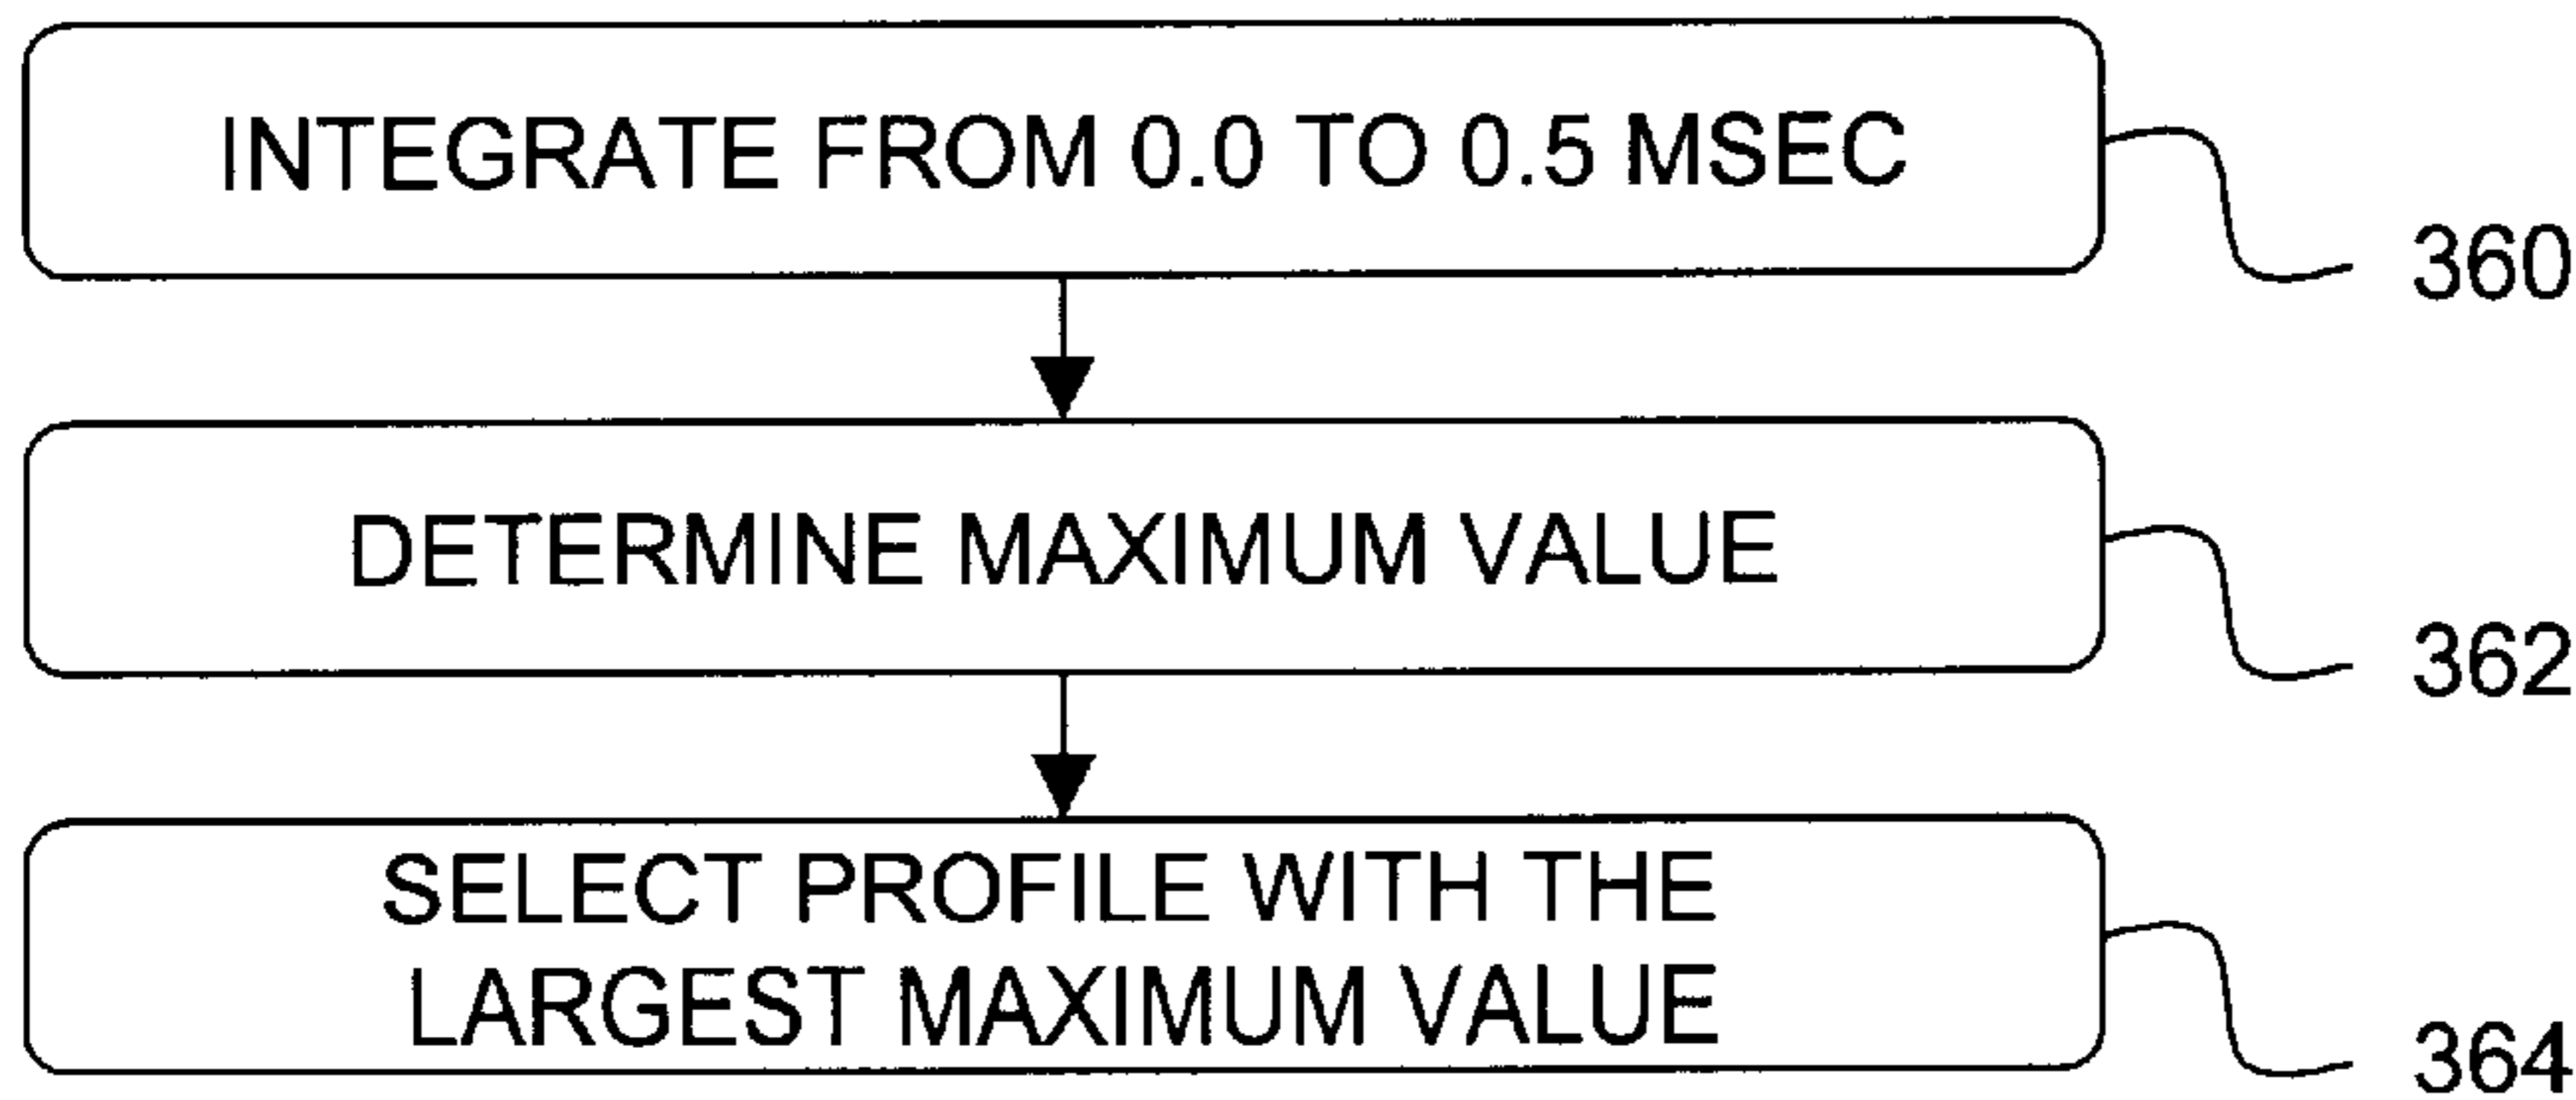 INTEGRATE FROM 0.0 TO 0.5 MSEC
360
DETERMINE MAXIMUM VALUE
362
SELECT PROFILE WITH THE
LARGEST MAXIMUM VALUE
364